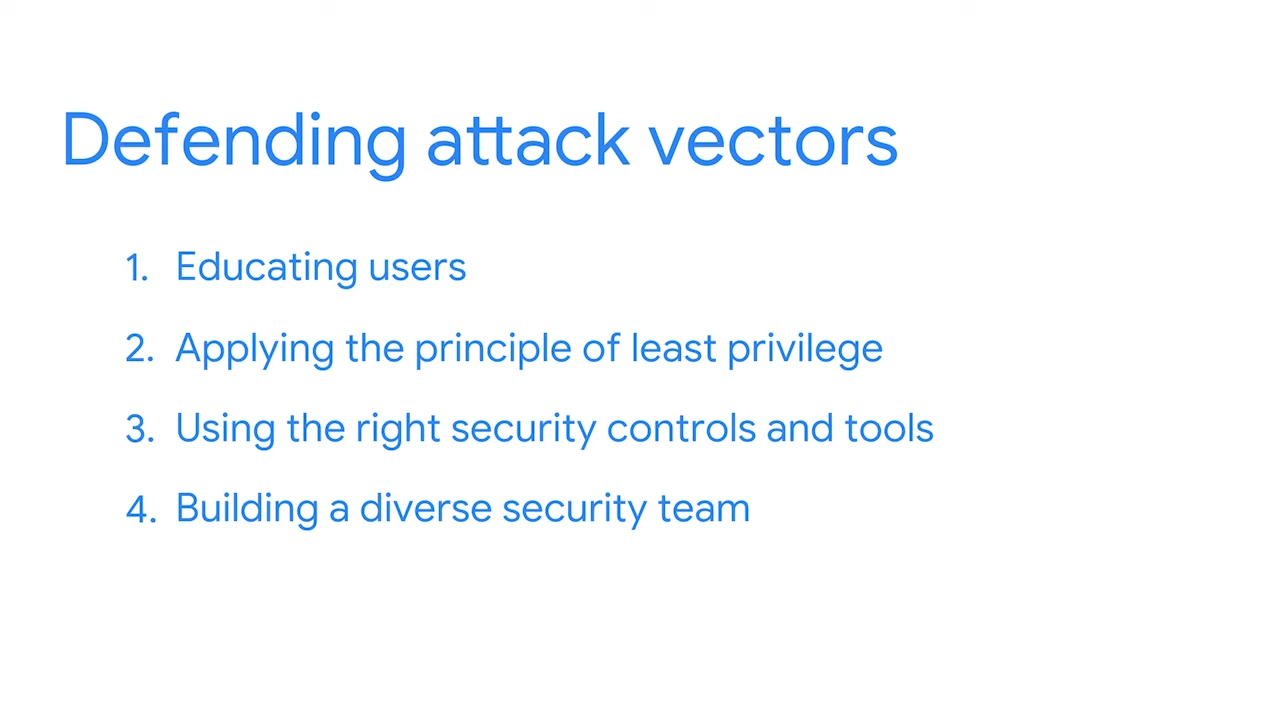 Defending attack vectors
1. Educating users
2. Applying the principle of least privilege
3. Using the right security controls and tools
4. Building a diverse security team